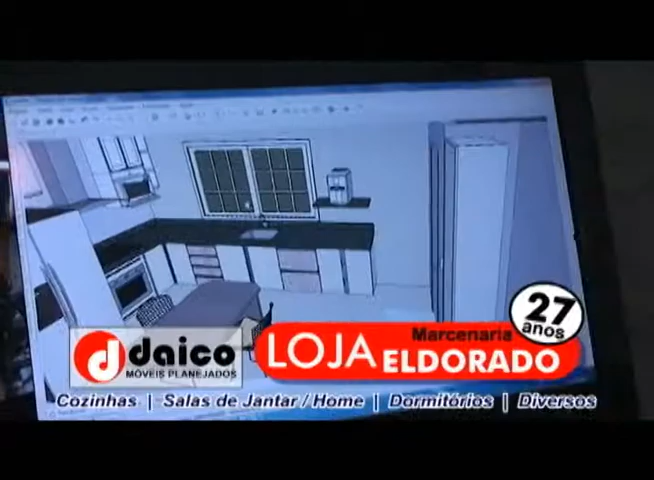 27
anos
Marcenaria
daico
MÓVEIS PLANEJADOS
LOJA ELDORADO
Cozinhas | Salas de Jantar / Home | Dormitórios | Diversos